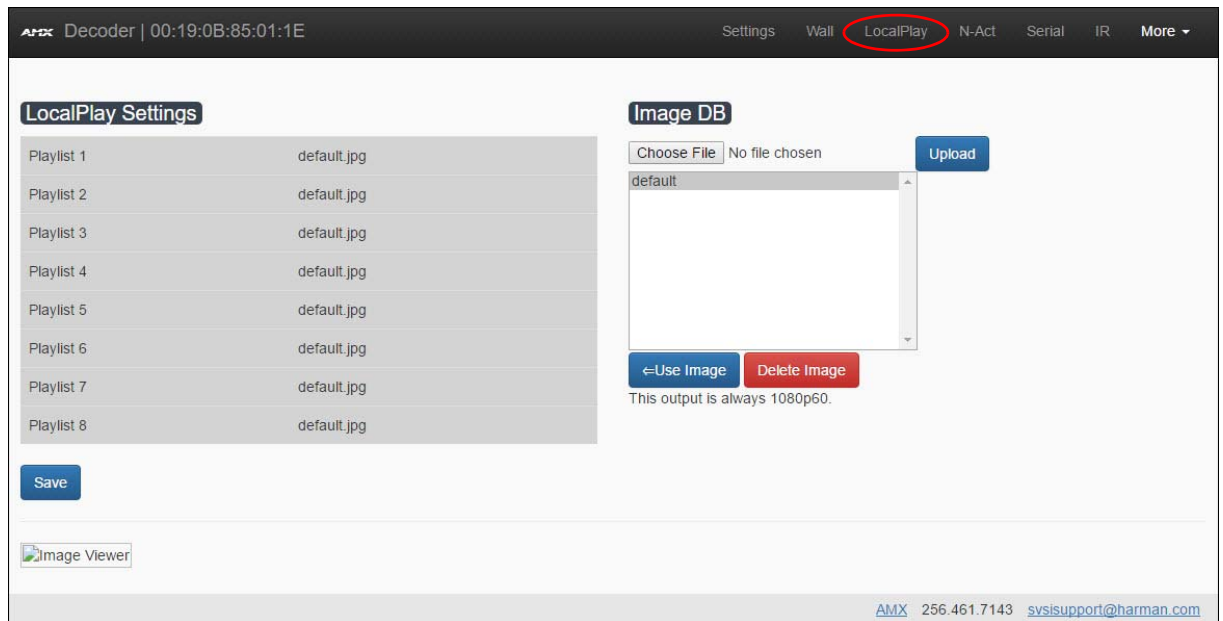 AMX Decoder | 00:19:0B:85:01:1E Settings Wall LocalPlay N-Act Serial IR More
LocalPlay Settings
Playlist 1 default.jpg
Playlist 2 default.jpg
Playlist 3 default.jpg
Playlist 4 default.jpg
Playlist 5 default.jpg
Playlist 6 default.jpg
Playlist 7 default.jpg
Playlist 8 default.jpg
Save
Image DB
Choose File No file chosen Upload
default
⇐Use Image Delete Image
This output is always 1080p60.
Image Viewer
AMX 256.461.7143 svsisupport@harman.com